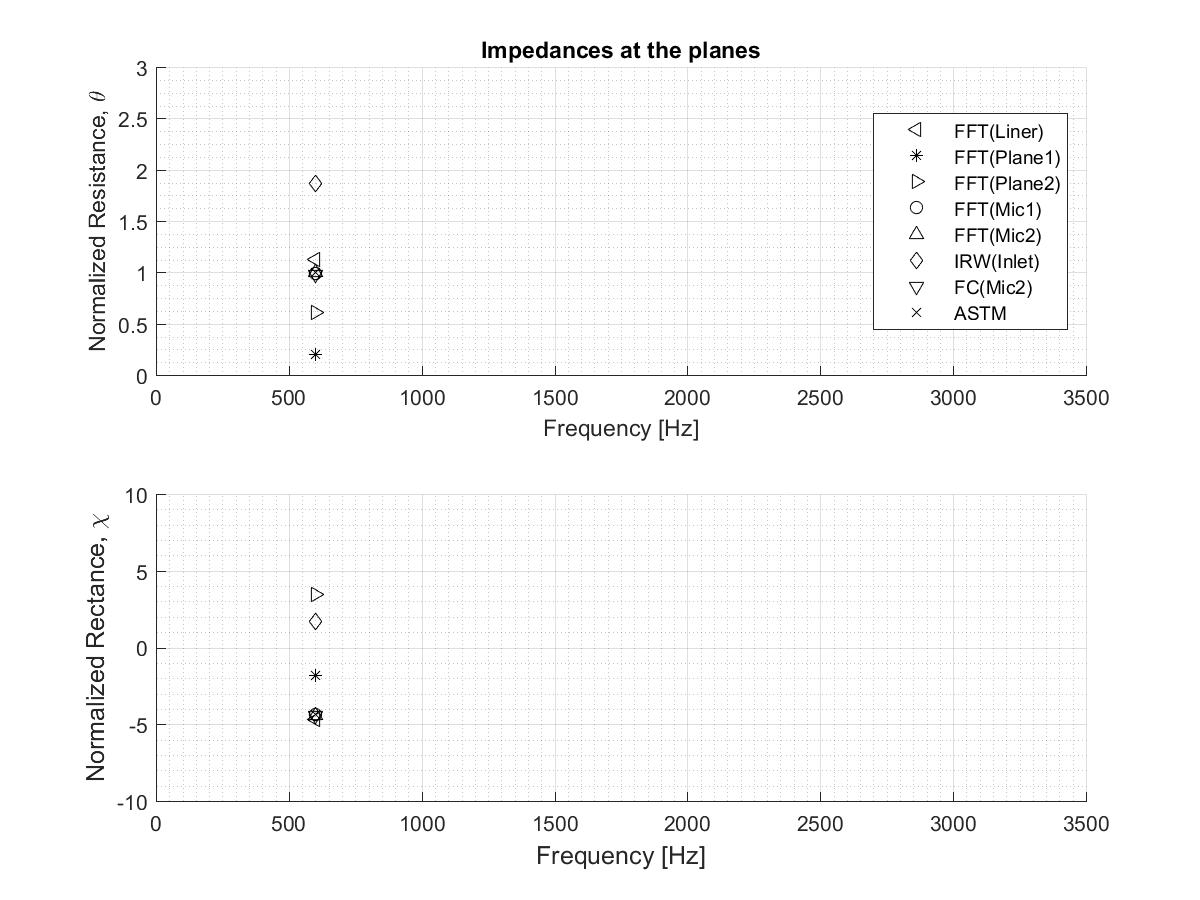 Impedances at the planes
Normalized Resistance, θ
3
2.5
2
1.5
1
0.5
0
0 500 1000 1500 2000 2500 3000 3500
Frequency [Hz]
FFT(Liner)
FFT(Plane1)
FFT(Plane2)
FFT(Mic1)
FFT(Mic2)
IRW(Inlet)
FC(Mic2)
ASTM
Normalized Rectance, χ
10
5
0
-5
-10
0 500 1000 1500 2000 2500 3000 3500
Frequency [Hz]